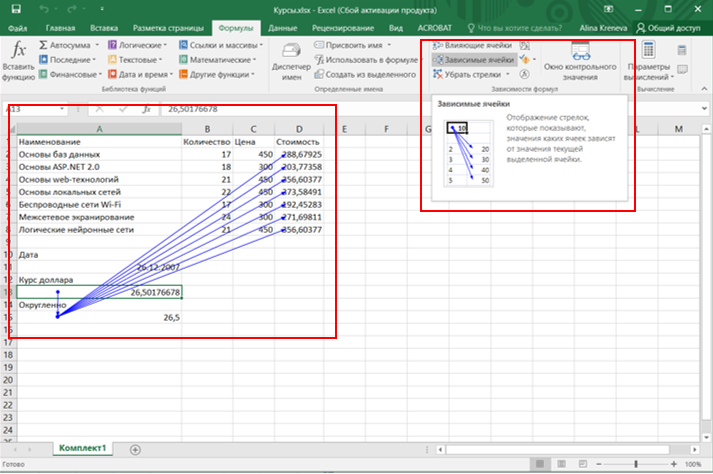 Курсы.xlsx - Excel (Сбой активации продукта)
Файл Главная Вставка Разметка страницы Формулы Данные Рецензирование Вид ACROBAT Что вы хотите сделать? Alina Kreneva Общий доступ
fx Σ Автосумма Логические Ссылки и массивы Присвоить имя Влияющие ячейки
Вставить функцию Последние Текстовые Математические Диспетчер имен Использовать в формуле Зависимые ячейки Окно контрольного значения Параметры вычислений
Финансовые Дата и время Другие функции Создать из выделенного Убрать стрелки
Библиотека функций Определенные имена Зависимости формул Вычисление
A13 fx 26,50176678
Зависимые ячейки
Отображение стрелок,
которые показывают,
значения каких ячеек зависят
от значения текущей
выделенной ячейки.
10
2 20
3 30
4 40
5 50
A B C D E F G L M
Наименование Количество Цена Стоимость
2 Основы баз данных 17 450 288,67925
3 Основы ASP.NET 2.0 18 300 203,77358
4 Основы web-технологий 21 450 356,60377
5 Основы локальных сетей 22 450 373,58491
6 Беспроводные сети Wi-Fi 17 300 192,45283
7 Межсетевое экранирование 24 300 271,69811
8 Логические нейронные сети 21 450 356,60377
9
10 Дата
11 26.12.2007
12 Курс доллара
13 26,50176678
14 Округленно
15 26,5
16
17
18
19
20
21
22
23
24
Комплект1
Готово 100%